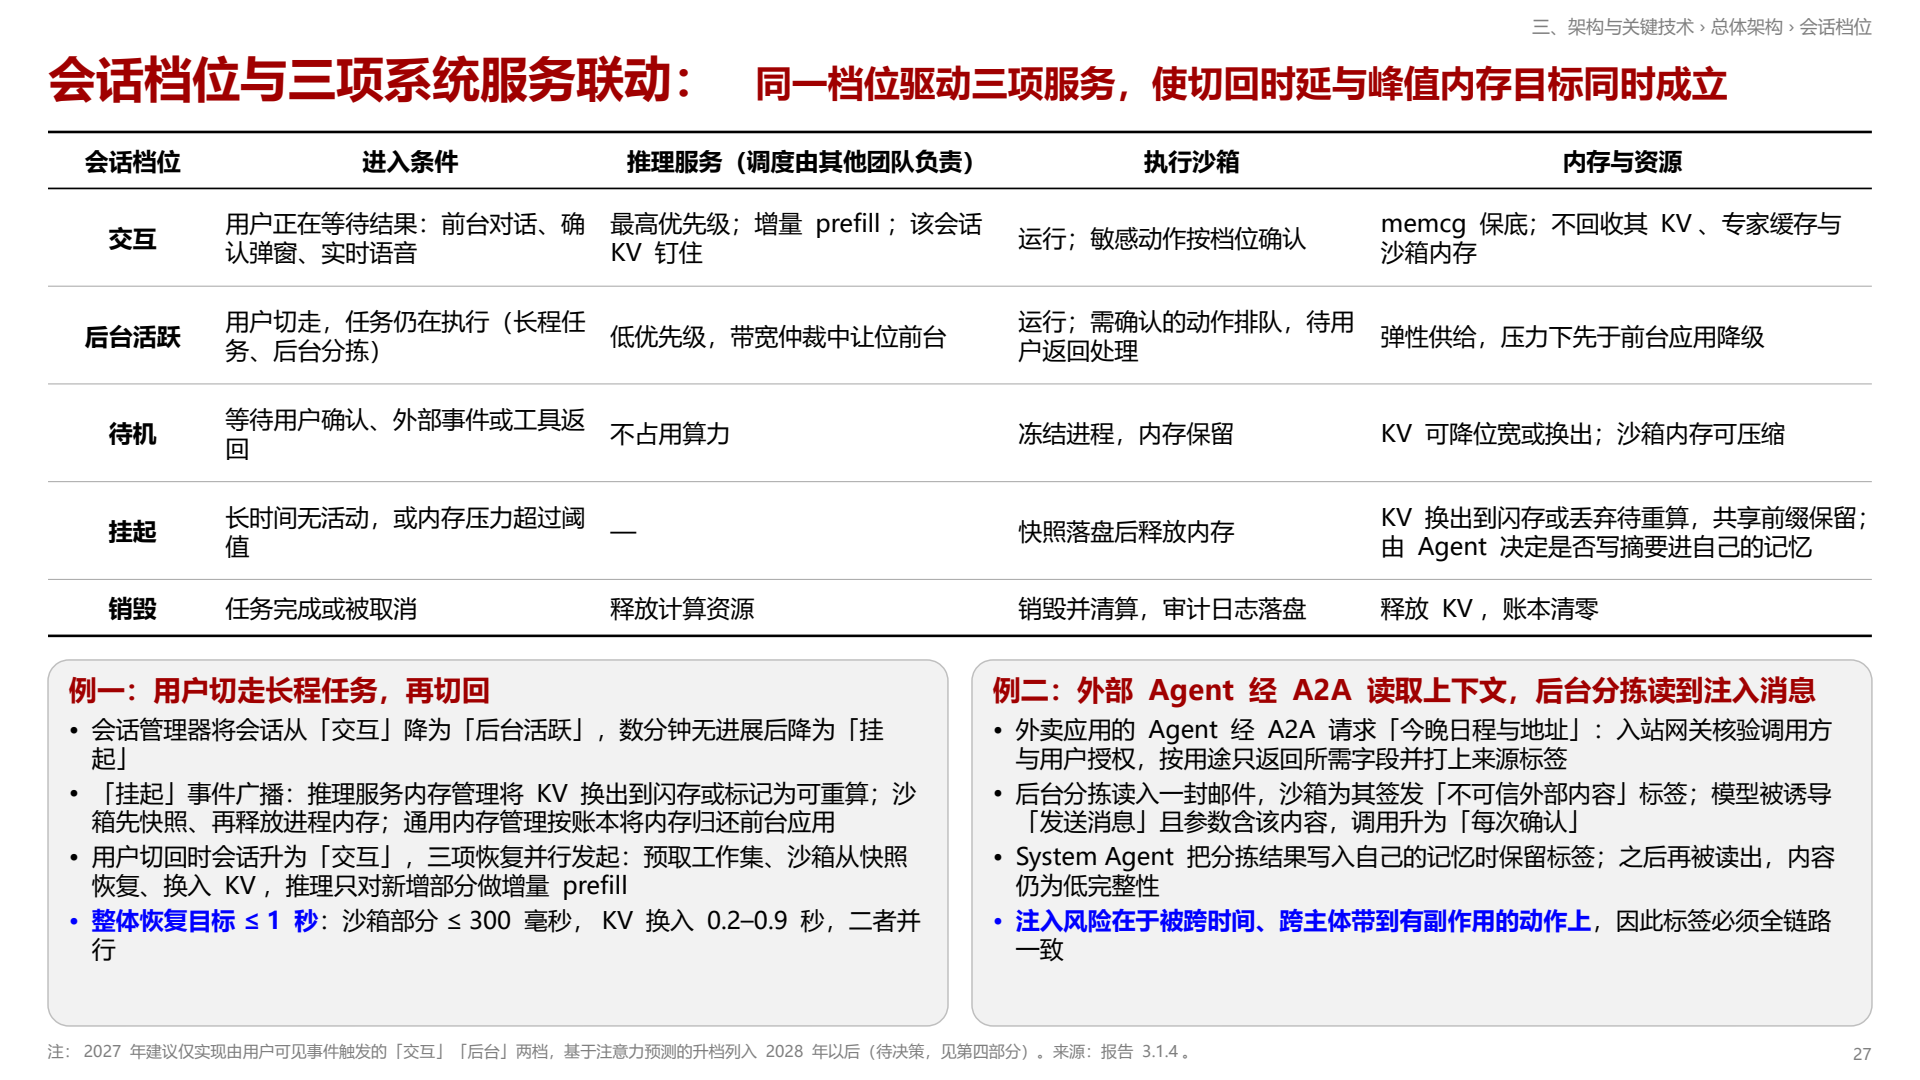 三、架构与关键技术 › 总体架构 › 会话档位
会话档位与三项系统服务联动： 同一档位驱动三项服务，使切回时延与峰值内存目标同时成立
会话档位 进入条件 推理服务（调度由其他团队负责） 执行沙箱 内存与资源
交互
用户正在等待结果：前台对话、确
认弹窗、实时语音
最高优先级；增量 prefill ；该会话
KV 钉住
运行；敏感动作按档位确认
memcg 保底；不回收其 KV 、专家缓存与
沙箱内存
后台活跃
用户切走，任务仍在执行（长程任
务、后台分拣）
低优先级，带宽仲裁中让位前台
运行；需确认的动作排队，待用
户返回处理
弹性供给，压力下先于前台应用降级
待机
等待用户确认、外部事件或工具返
回
不占用算力
冻结进程，内存保留
KV 可降位宽或换出；沙箱内存可压缩
挂起
长时间无活动，或内存压力超过阈
值
—
快照落盘后释放内存
KV 换出到闪存或丢弃待重算，共享前缀保留；
由 Agent 决定是否写摘要进自己的记忆
销毁 任务完成或被取消 释放计算资源 销毁并清算，审计日志落盘 释放 KV ，账本清零
例一：用户切走长程任务，再切回
• 会话管理器将会话从「交互」降为「后台活跃」，数分钟无进展后降为「挂
起」
• 「挂起」事件广播：推理服务内存管理将 KV 换出到闪存或标记为可重算；沙
箱先快照、再释放进程内存；通用内存管理按账本将内存归还前台应用
• 用户切回时会话升为「交互」，三项恢复并行发起：预取工作集、沙箱从快照
恢复、换入 KV ，推理只对新增部分做增量 prefill
• 整体恢复目标 ≤ 1 秒：沙箱部分 ≤ 300 毫秒， KV 换入 0.2–0.9 秒，二者并
行
例二：外部 Agent 经 A2A 读取上下文，后台分拣读到注入消息
• 外卖应用的 Agent 经 A2A 请求「今晚日程与地址」：入站网关核验调用方
与用户授权，按用途只返回所需字段并打上来源标签
• 后台分拣读入一封邮件，沙箱为其签发「不可信外部内容」标签；模型被诱导
「发送消息」且参数含该内容，调用升为「每次确认」
• System Agent 把分拣结果写入自己的记忆时保留标签；之后再被读出，内容
仍为低完整性
• 注入风险在于被跨时间、跨主体带到有副作用的动作上，因此标签必须全链路
一致
注： 2027 年建议仅实现由用户可见事件触发的「交互」「后台」两档，基于注意力预测的升档列入 2028 年以后（待决策，见第四部分）。来源：报告 3.1.4 。
27